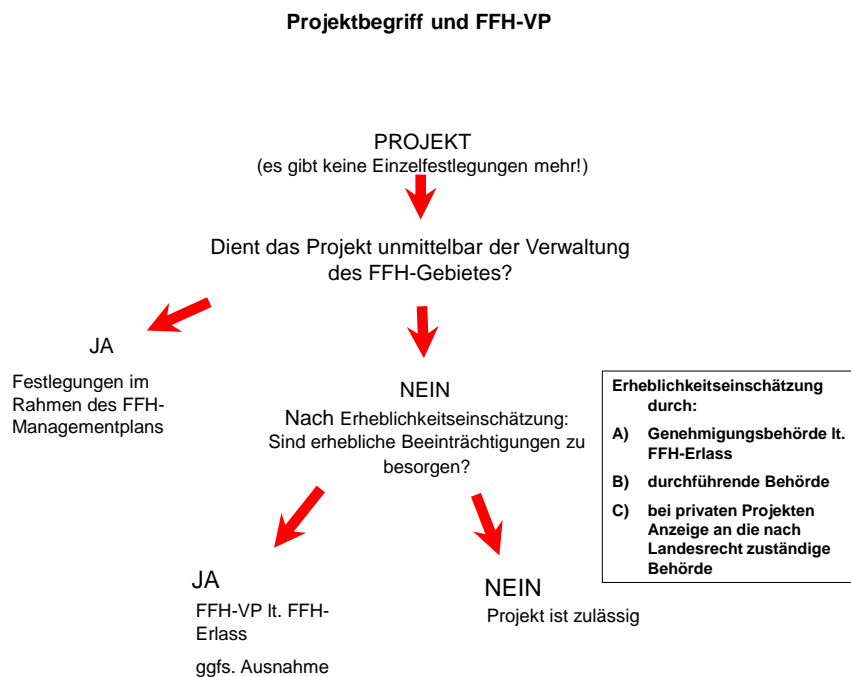 Projektbegriff und FFH-VP
PROJEKT
(es gibt keine Einzelfestlegungen mehr!)
Dient das Projekt unmittelbar der Verwaltung
des FFH-Gebietes?
JA
Festlegungen im
Rahmen des FFH-
Managementplans
NEIN
Nach Erheblichkeitseinschätzung:
Sind erhebliche Beeinträchtigungen zu
besorgen?
Erheblichkeitseinschätzung
durch:
A) Genehmigungsbehörde lt.
FFH-Erlass
B) durchführende Behörde
C) bei privaten Projekten
Anzeige an die nach
Landesrecht zuständige
Behörde
JA
FFH-VP lt. FFH-
Erlass
ggfs. Ausnahme
NEIN
Projekt ist zulässig